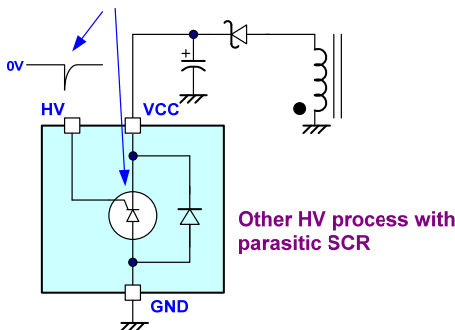 0V
+
HV
VCC
Other HV process with
parasitic SCR
GND